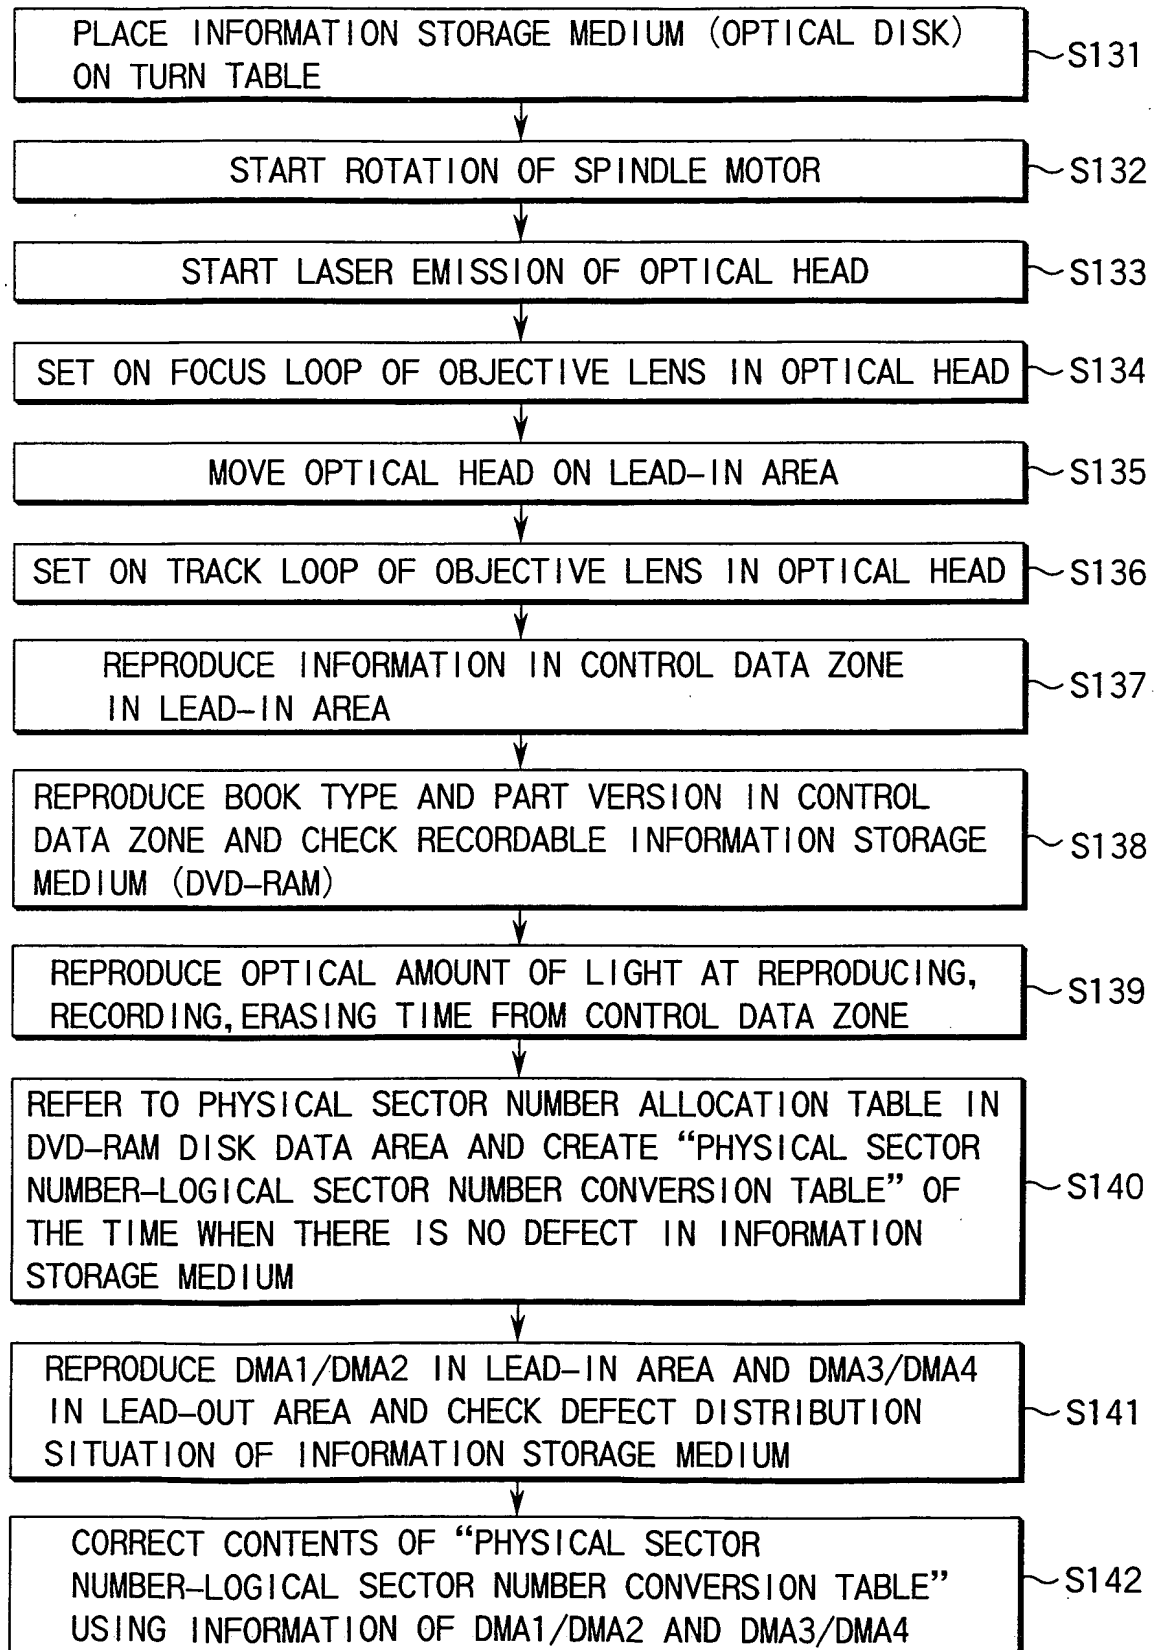 PLACE INFORMATION STORAGE MEDIUM (OPTICAL DISK)
ON TURN TABLE
S131
START ROTATION OF SPINDLE MOTOR
S132
START LASER EMISSION OF OPTICAL HEAD
S133
SET ON FOCUS LOOP OF OBJECTIVE LENS IN OPTICAL HEAD
S134
MOVE OPTICAL HEAD ON LEAD-IN AREA
S135
SET ON TRACK LOOP OF OBJECTIVE LENS IN OPTICAL HEAD
S136
REPRODUCE INFORMATION IN CONTROL DATA ZONE
IN LEAD-IN AREA
S137
REPRODUCE BOOK TYPE AND PART VERSION IN CONTROL
DATA ZONE AND CHECK RECORDABLE INFORMATION STORAGE
MEDIUM (DVD-RAM)
S138
REPRODUCE OPTICAL AMOUNT OF LIGHT AT REPRODUCING,
RECORDING, ERASING TIME FROM CONTROL DATA ZONE
S139
REFER TO PHYSICAL SECTOR NUMBER ALLOCATION TABLE IN
DVD-RAM DISK DATA AREA AND CREATE “PHYSICAL SECTOR
NUMBER-LOGICAL SECTOR NUMBER CONVERSION TABLE” OF
THE TIME WHEN THERE IS NO DEFECT IN INFORMATION
STORAGE MEDIUM
S140
REPRODUCE DMA1/DMA2 IN LEAD-IN AREA AND DMA3/DMA4
IN LEAD-OUT AREA AND CHECK DEFECT DISTRIBUTION
SITUATION OF INFORMATION STORAGE MEDIUM
S141
CORRECT CONTENTS OF “PHYSICAL SECTOR
NUMBER-LOGICAL SECTOR NUMBER CONVERSION TABLE”
USING INFORMATION OF DMA1/DMA2 AND DMA3/DMA4
S142